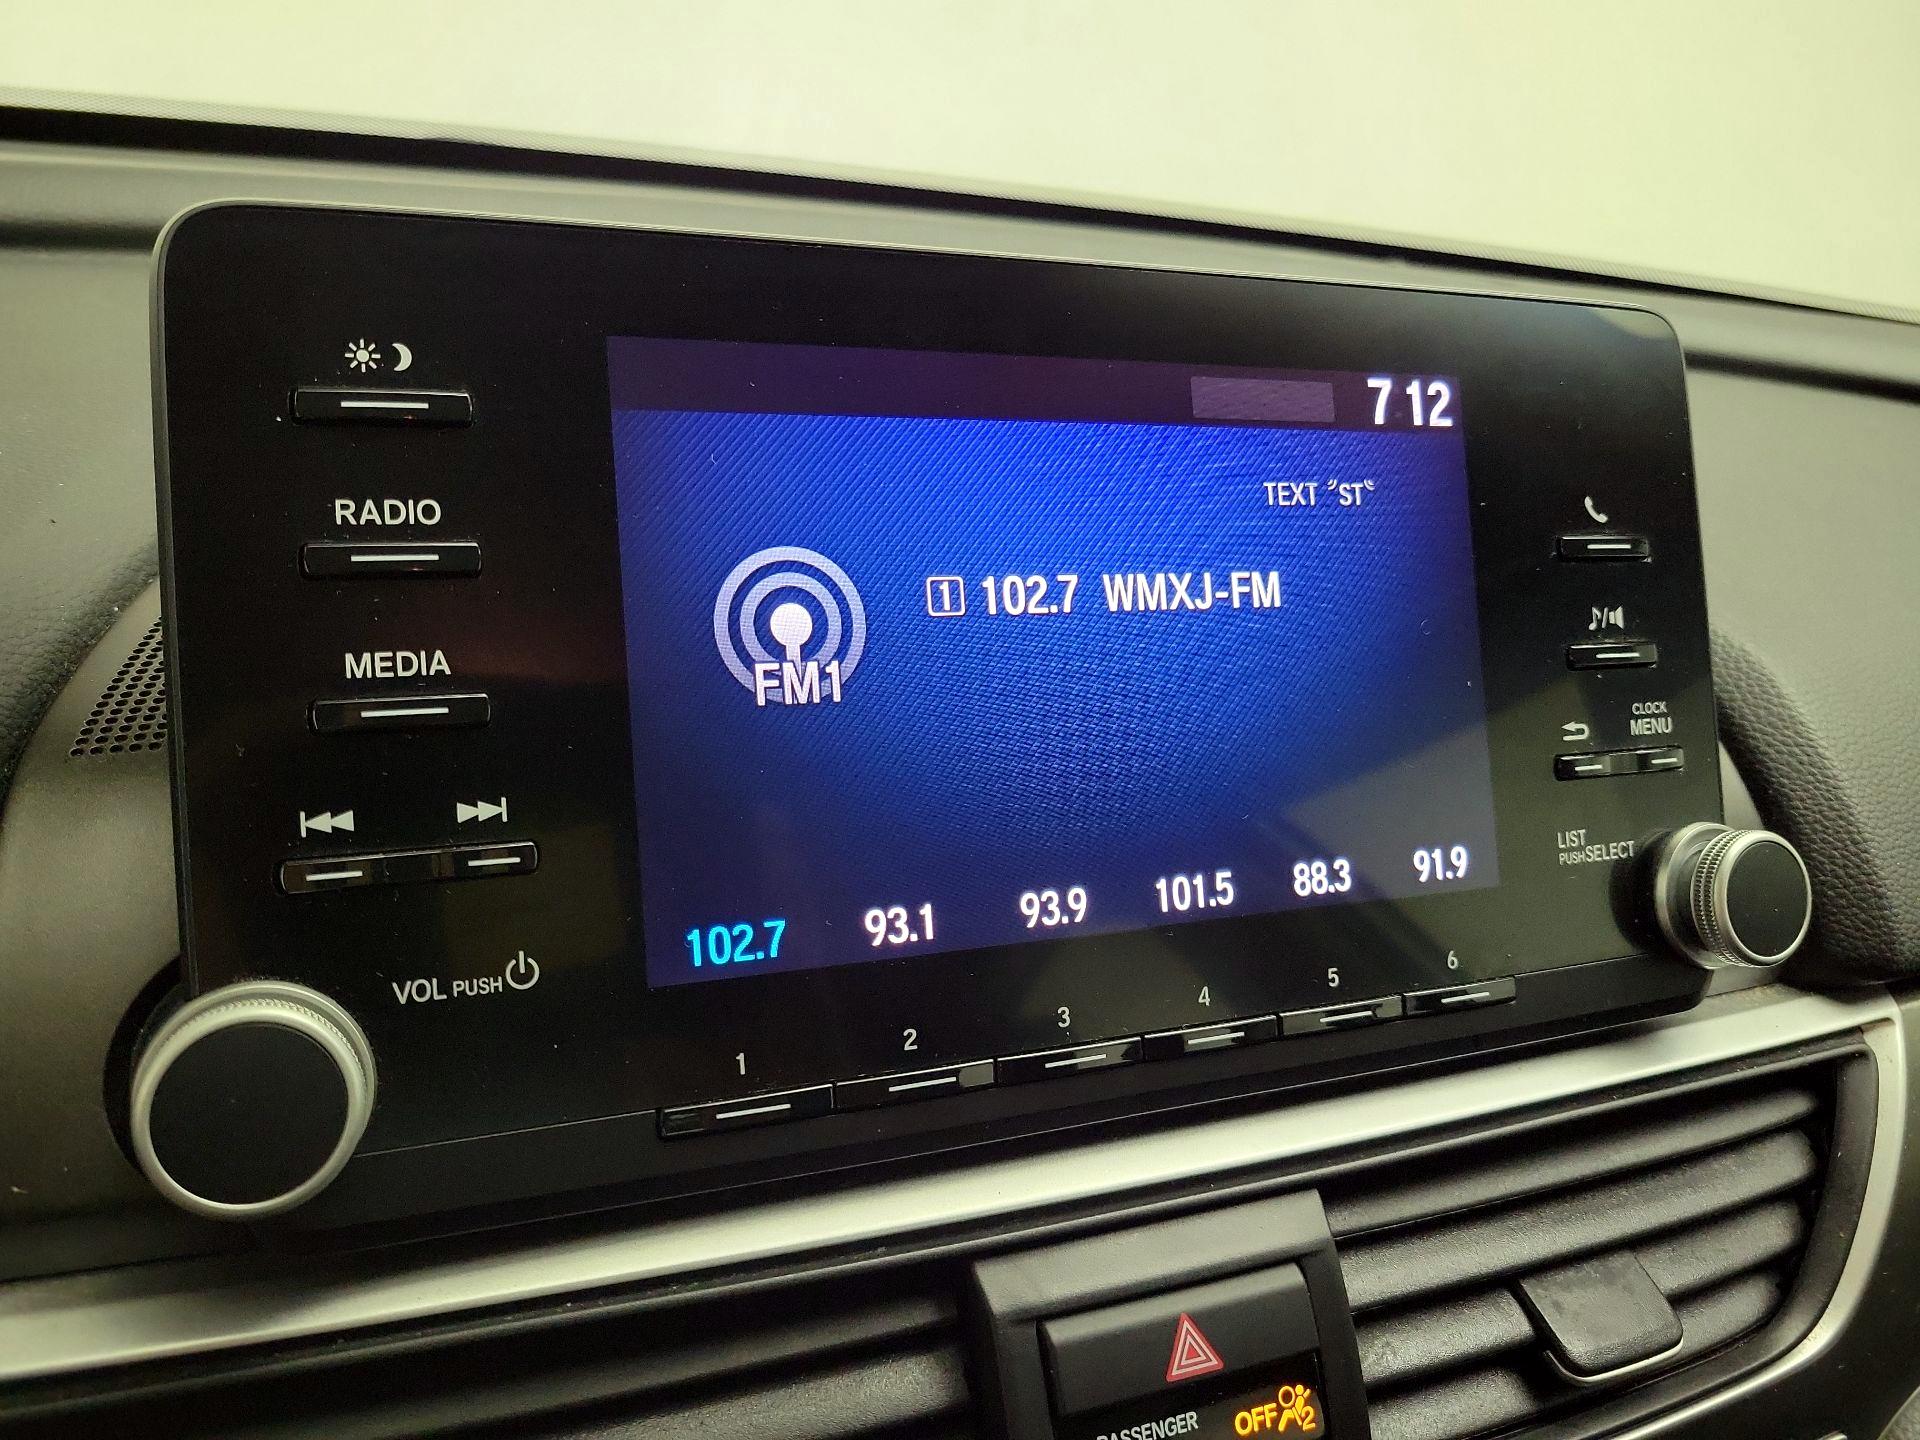 7 12
RADIO
TEXT "ST"
1 102.7 WMXJ-FM
FM1
MEDIA
CLOCK
MENU
LIST
PUSH SELECT
102.7 93.1 93.9 101.5 88.3 91.9
VOL PUSH
1 2 3 4 5 6
PASSENGER OFF 2